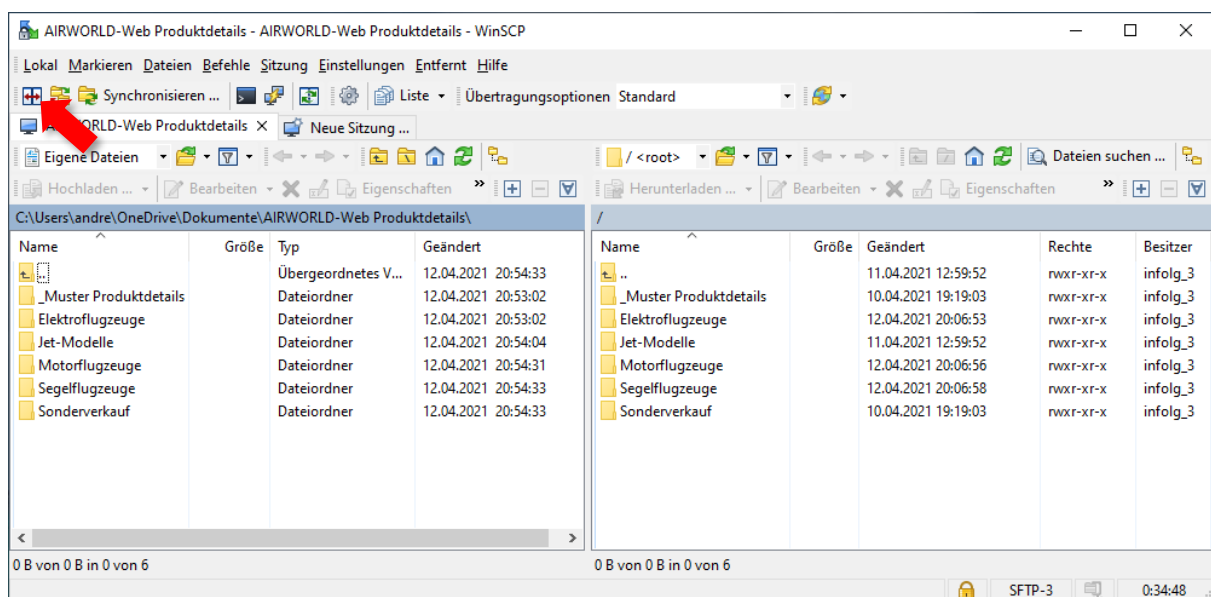 AIRWORLD-Web Produktdetails - AIRWORLD-Web Produktdetails - WinSCP
Lokal Markieren Dateien Befehle Sitzung Einstellungen Entfernt Hilfe
Synchronisieren ... Liste Übertragungsoptionen Standard
ORLD-Web Produktdetails Neue Sitzung ...
Eigene Dateien / <root> Dateien suchen ...
Hochladen ... Bearbeiten Eigenschaften Herunterladen ... Bearbeiten Eigenschaften
C:\Users\andre\OneDrive\Dokumente\AIRWORLD-Web Produktdetails\ /
Name Größe Typ Geändert Name Größe Geändert Rechte Besitzer
.. Übergeordnetes V... 12.04.2021 20:54:33 .. 11.04.2021 12:59:52 rwxr-xr-x infolg_3
_Muster Produktdetails Dateiordner 12.04.2021 20:53:02 _Muster Produktdetails 10.04.2021 19:19:03 rwxr-xr-x infolg_3
Elektroflugzeuge Dateiordner 12.04.2021 20:53:02 Elektroflugzeuge 12.04.2021 20:06:53 rwxr-xr-x infolg_3
Jet-Modelle Dateiordner 12.04.2021 20:54:04 Jet-Modelle 11.04.2021 12:59:52 rwxr-xr-x infolg_3
Motorflugzeuge Dateiordner 12.04.2021 20:54:31 Motorflugzeuge 12.04.2021 20:06:56 rwxr-xr-x infolg_3
Segelflugzeuge Dateiordner 12.04.2021 20:54:33 Segelflugzeuge 12.04.2021 20:06:58 rwxr-xr-x infolg_3
Sonderverkauf Dateiordner 12.04.2021 20:54:33 Sonderverkauf 10.04.2021 19:19:03 rwxr-xr-x infolg_3
0 B von 0 B in 0 von 6 0 B von 0 B in 0 von 6
SFTP-3 0:34:48